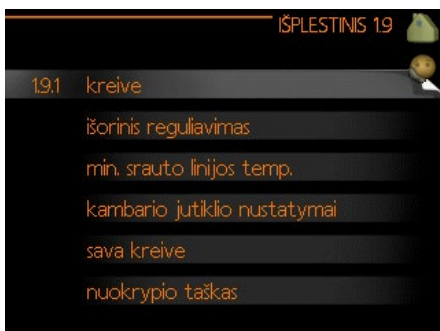 IŠPLESTINIS 1.9
1.9.1 kreive
išorinis reguliavimas
min. srauto linijos temp.
kambario jutiklio nustatymai
sava kreive
nuokrypio taškas